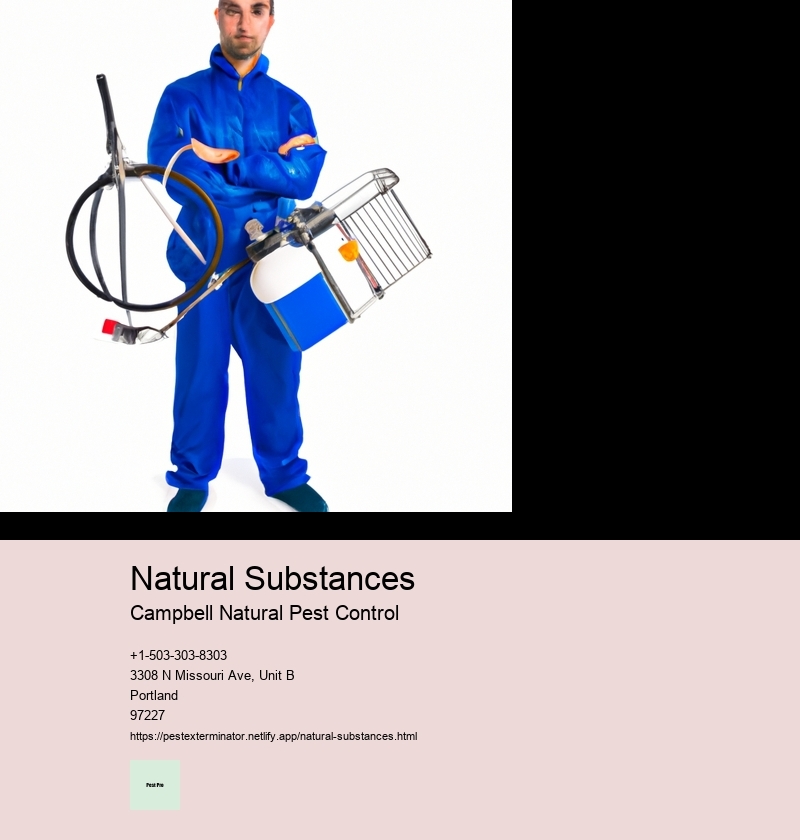 Natural Substances
Campbell Natural Pest Control
+1-503-303-8303
3308 N Missouri Ave, Unit B
Portland
97227
https://pestexterminator.netlify.app/natural-substances.html
Pest Pro